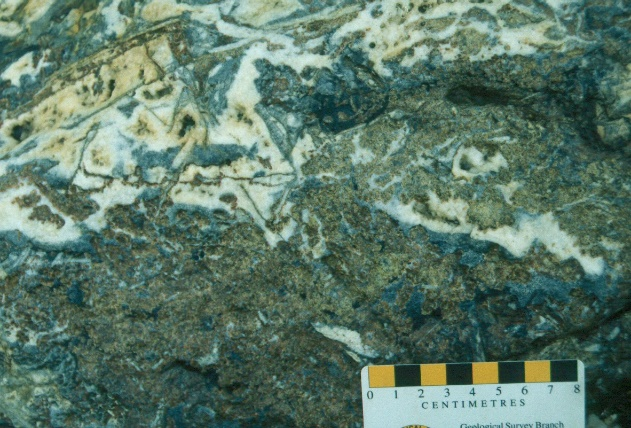 0 1 2 3 4 5 6 7 8
CENTIMETRES
Geological Survey Branch